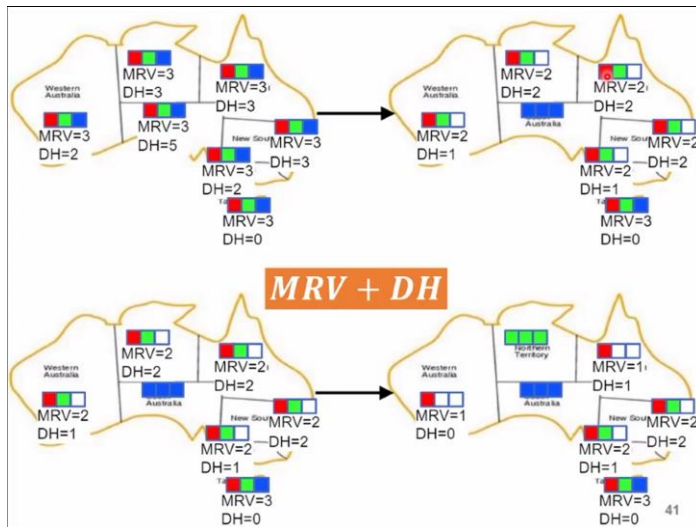 MRV=3
DH=3
MRV=3
DH=3
Western
Australia
MRV=3
DH=2
MRV=3
DH=5
New Sou
MRV=3
DH=3
MRV=3
DH=2
MRV=3
DH=0
MRV=2
DH=2
MRV=2
DH=2
Western
Australia
MRV=2
DH=1
Australia
New Sou
MRV=2
DH=2
MRV=2
DH=1
MRV=3
DH=0
MRV + DH
MRV=2
DH=2
MRV=2
DH=2
Western
Australia
MRV=2
DH=1
Australia
New Sou
MRV=2
DH=2
MRV=2
DH=1
MRV=3
DH=0
Northern
Territory
MRV=1
DH=1
Western
Australia
MRV=1
DH=0
Australia
New Sou
MRV=2
DH=2
MRV=2
DH=1
MRV=3
DH=0
41